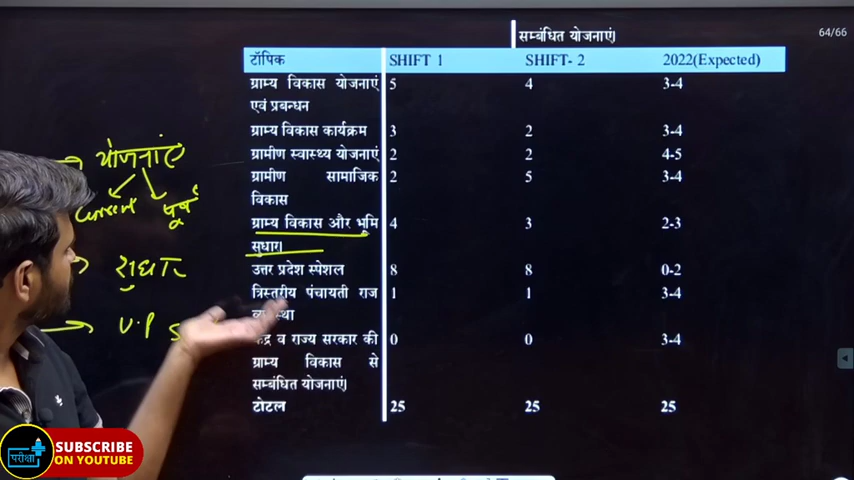 सम्बंधित योजनाएं।
64/66
टॉपिक SHIFT 1 SHIFT- 2 2022(Expected)
ग्राम्य विकास योजनाएं 5 4 3-4
एवं प्रबन्धन
ग्राम्य विकास कार्यक्रम 3 2 3-4
ग्रामीण स्वास्थ्य योजनाएं 2 2 4-5
ग्रामीण सामाजिक 2 5 3-4
विकास
ग्राम्य विकास और भूमि 4 3 2-3
सुधार।
उत्तर प्रदेश स्पेशल 8 8 0-2
त्रिस्तरीय पंचायती राज 1 1 3-4
राज्य सरकार की 0 0 3-4
ग्राम्य विकास से
सम्बंधित योजनाएं।
टोटल 25 25 25
योजनाएं
current पूर्व
सुधार
U.P S
परीक्षा
SUBSCRIBE
ON YOUTUBE